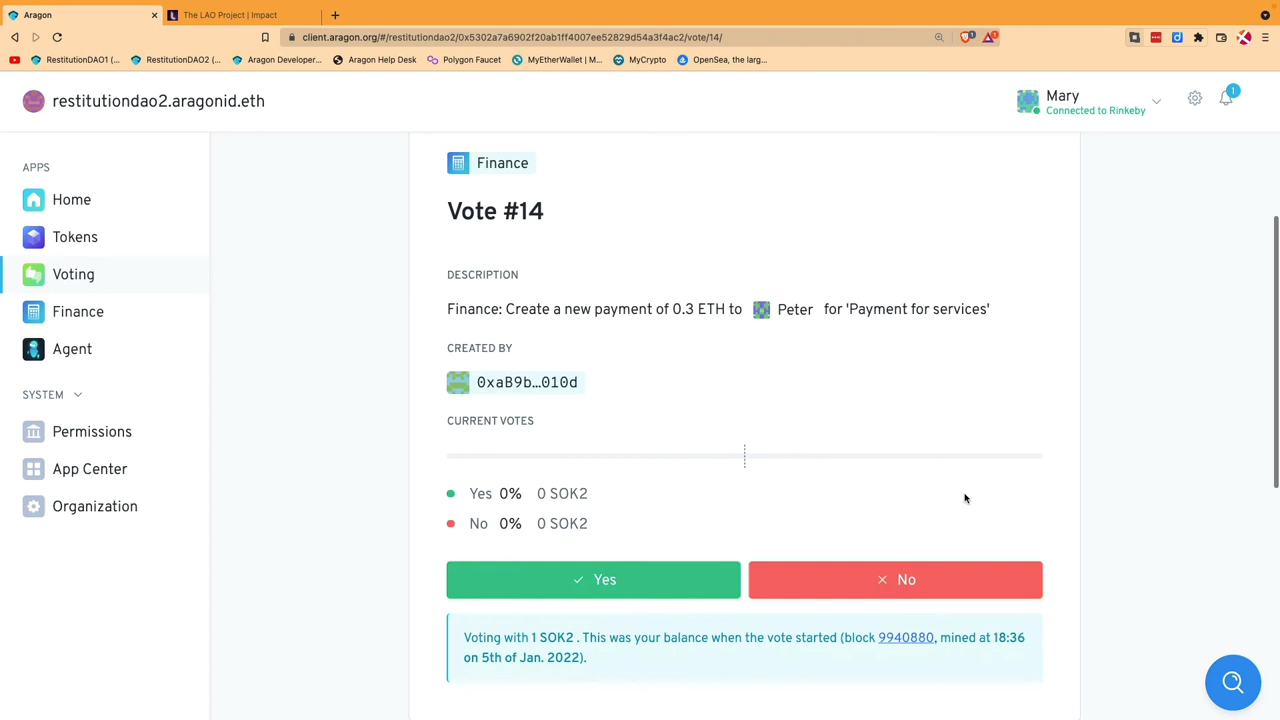 Aragon
The LAO Project | Impact
client.aragon.org/#/restitutiondao2/0x5302a7a6902f20ab1ff4007ee52829d54a3f4ac2/vote/14/
1
1
RestitutionDAO1 (...
RestitutionDAO2 (...
Aragon Developer...
Aragon Help Desk
Polygon Faucet
MyEtherWallet | M...
MyCrypto
OpenSea, the larg...
restitutiondao2.aragonid.eth
Mary
Connected to Rinkeby
1
APPS
Home
Tokens
Voting
Finance
Agent
SYSTEM
Permissions
App Center
Organization
Finance
Vote #14
DESCRIPTION
Finance: Create a new payment of 0.3 ETH to Peter for 'Payment for services'
CREATED BY
0xaB9b…010d
CURRENT VOTES
Yes 0% 0 SOK2
No 0% 0 SOK2
Yes
No
Voting with 1 SOK2 . This was your balance when the vote started (block 9940880, mined at 18:36
on 5th of Jan. 2022).